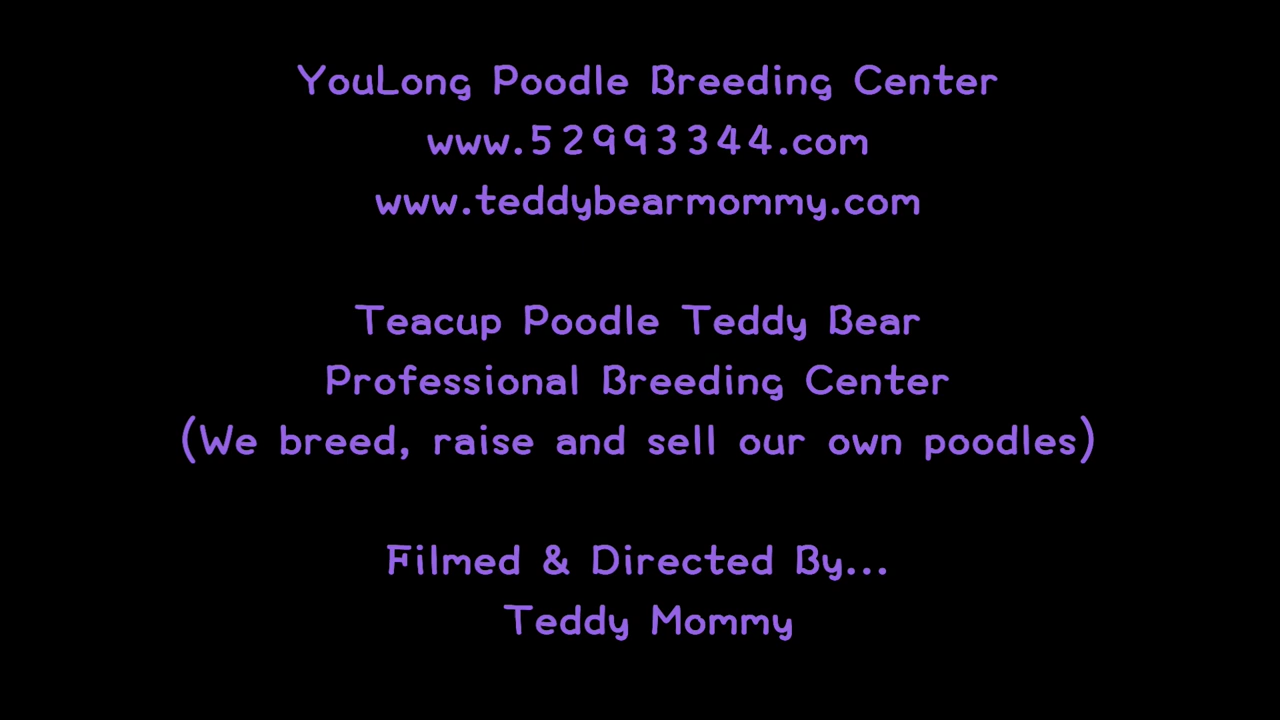 YouLong Poodle Breeding Center
www.52993344.com
www.teddybearmommy.com
Teacup Poodle Teddy Bear
Professional Breeding Center
(We breed, raise and sell our own poodles)
Filmed & Directed By...
Teddy Mommy